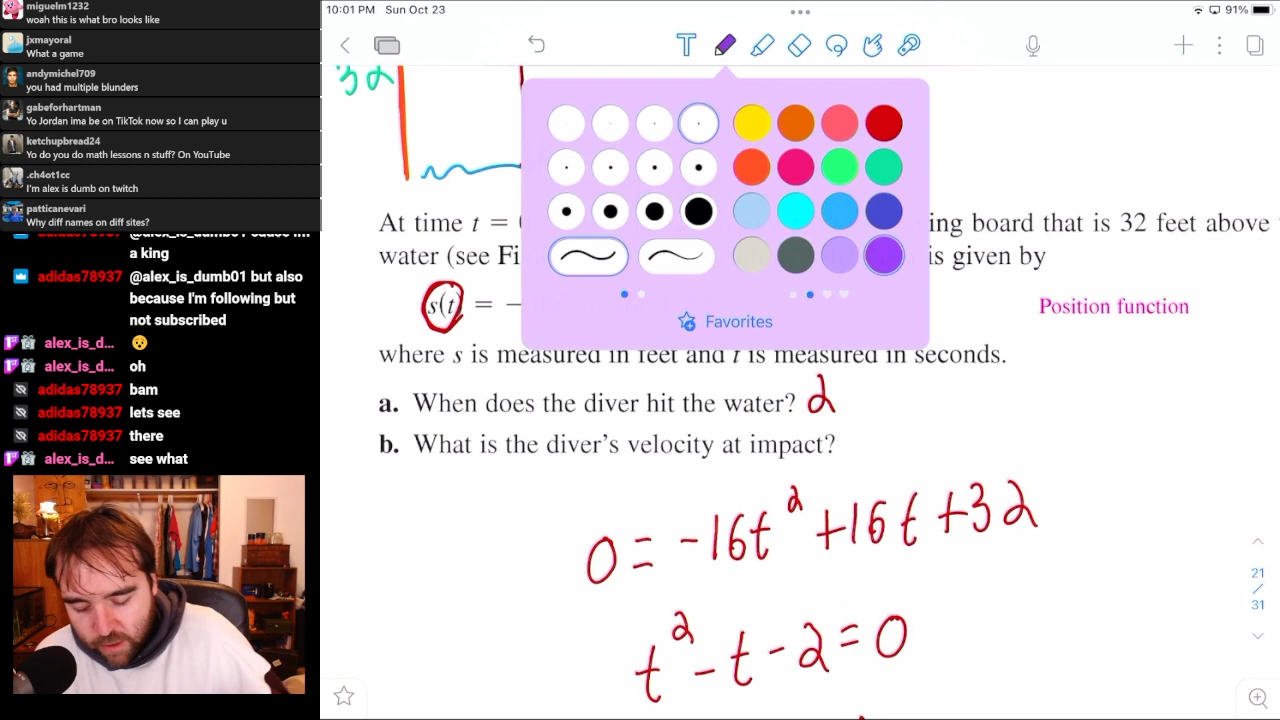 miguelm1232
woah this is what bro looks like
jxmayoral
What a game
andymichel709
you had multiple blunders
gabeforhartman
Yo Jordan ima be on TikTok now so I can play u
ketchupbread24
Yo do you do math lessons n stuff? On YouTube
.ch4ot1cc
I'm alex is dumb on twitch
patticanevari
Why diff names on diff sites?
a king
adidas78937 @alex_is_dumb01 but also
because I'm following but
not subscribed
alex_is_d... 😮
alex_is_d... oh
adidas78937 bam
adidas78937 lets see
adidas78937 there
alex_is_d... see what
10:01 PM Sun Oct 23
91%
T
32
Favorites
At time t = ing board that is 32 feet above
water (see Fi is given by
s(t) = −
Position function
where s is measured in feet and t is measured in seconds.
a. When does the diver hit the water? 2
b. What is the diver's velocity at impact?
0 = -16t² +16t +32
t² - t - 2 = 0
21
/
31